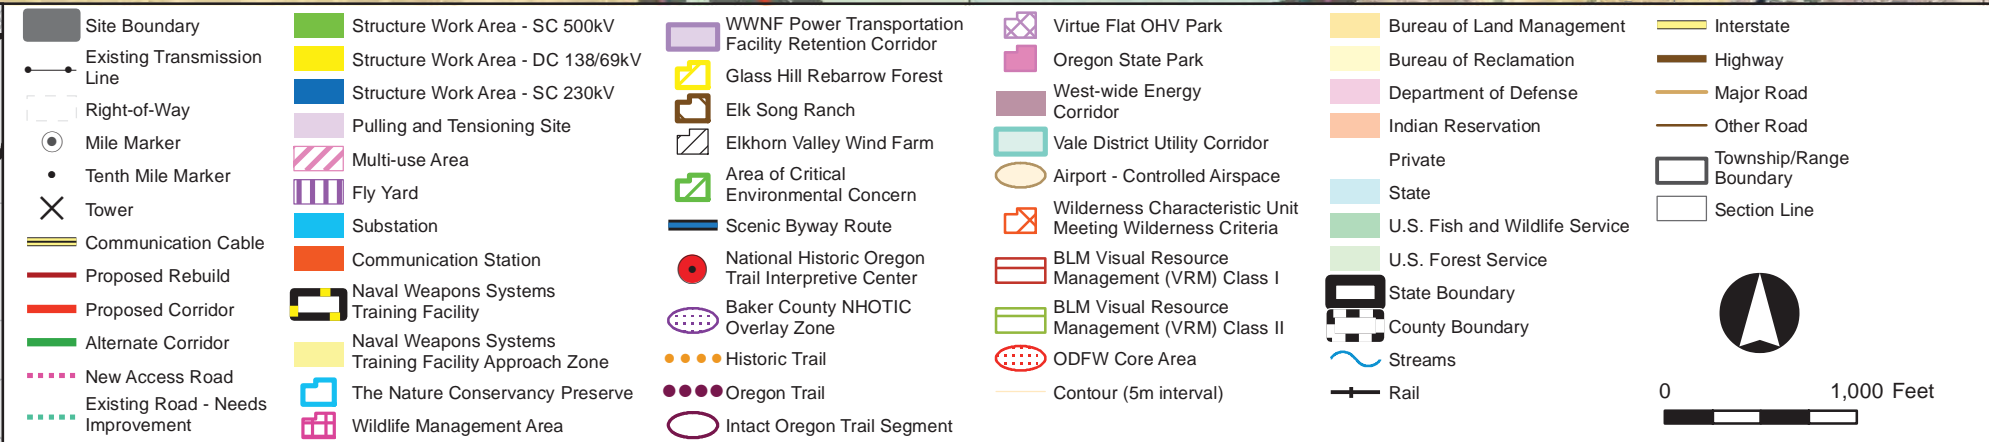 Site Boundary
Existing Transmission
Line
Right-of-Way
Mile Marker
Tenth Mile Marker
Tower
Communication Cable
Proposed Rebuild
Proposed Corridor
Alternate Corridor
New Access Road
Existing Road - Needs
Improvement
Structure Work Area - SC 500kV
Structure Work Area - DC 138/69kV
Structure Work Area - SC 230kV
Pulling and Tensioning Site
Multi-use Area
Fly Yard
Substation
Communication Station
Naval Weapons Systems
Training Facility
Naval Weapons Systems
Training Facility Approach Zone
The Nature Conservancy Preserve
Wildlife Management Area
WWNF Power Transportation
Facility Retention Corridor
Glass Hill Rebarrow Forest
Elk Song Ranch
Elkhorn Valley Wind Farm
Area of Critical
Environmental Concern
Scenic Byway Route
National Historic Oregon
Trail Interpretive Center
Baker County NHOTIC
Overlay Zone
Historic Trail
Oregon Trail
Intact Oregon Trail Segment
Virtue Flat OHV Park
Oregon State Park
West-wide Energy
Corridor
Vale District Utility Corridor
Airport - Controlled Airspace
Wilderness Characteristic Unit
Meeting Wilderness Criteria
BLM Visual Resource
Management (VRM) Class I
BLM Visual Resource
Management (VRM) Class II
ODFW Core Area
Contour (5m interval)
Bureau of Land Management
Bureau of Reclamation
Department of Defense
Indian Reservation
Private
State
U.S. Fish and Wildlife Service
U.S. Forest Service
State Boundary
County Boundary
Streams
Rail
Interstate
Highway
Major Road
Other Road
Township/Range
Boundary
Section Line
0 1,000 Feet